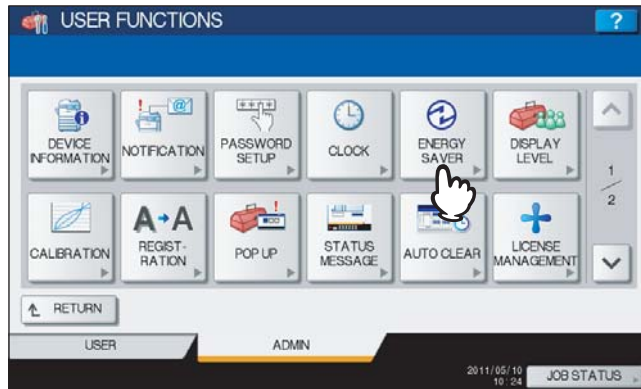 USER FUNCTIONS
?
DEVICE
INFORMATION
NOTIFICATION
PASSWORD
SETUP
CLOCK
ENERGY
SAVER
DISPLAY
LEVEL
1
2
CALIBRATION
A A
REGIST-
RATION
POP UP
STATUS
MESSAGE
AUTO CLEAR
LICENSE
MANAGEMENT
RETURN
USER
ADMIN
2011/05/10
10:24
JOB STATUS